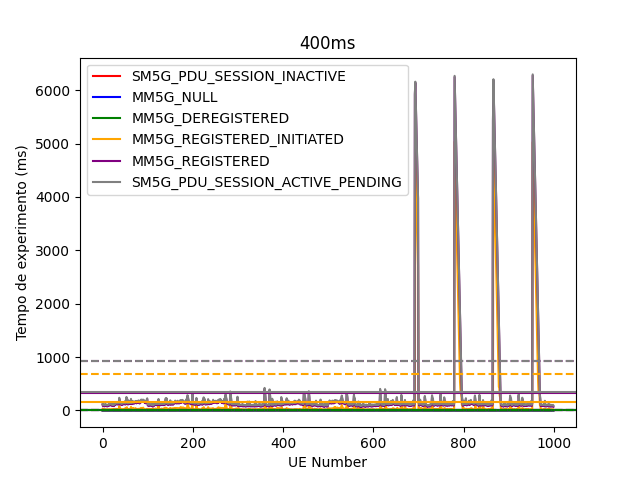 400ms
SM5G_PDU_SESSION_INACTIVE
MM5G_NULL
MM5G_DEREGISTERED
MM5G_REGISTERED_INITIATED
MM5G_REGISTERED
SM5G_PDU_SESSION_ACTIVE_PENDING
Tempo de experimento (ms)
6000
5000
4000
3000
2000
1000
0
0 200 400 600 800 1000
UE Number